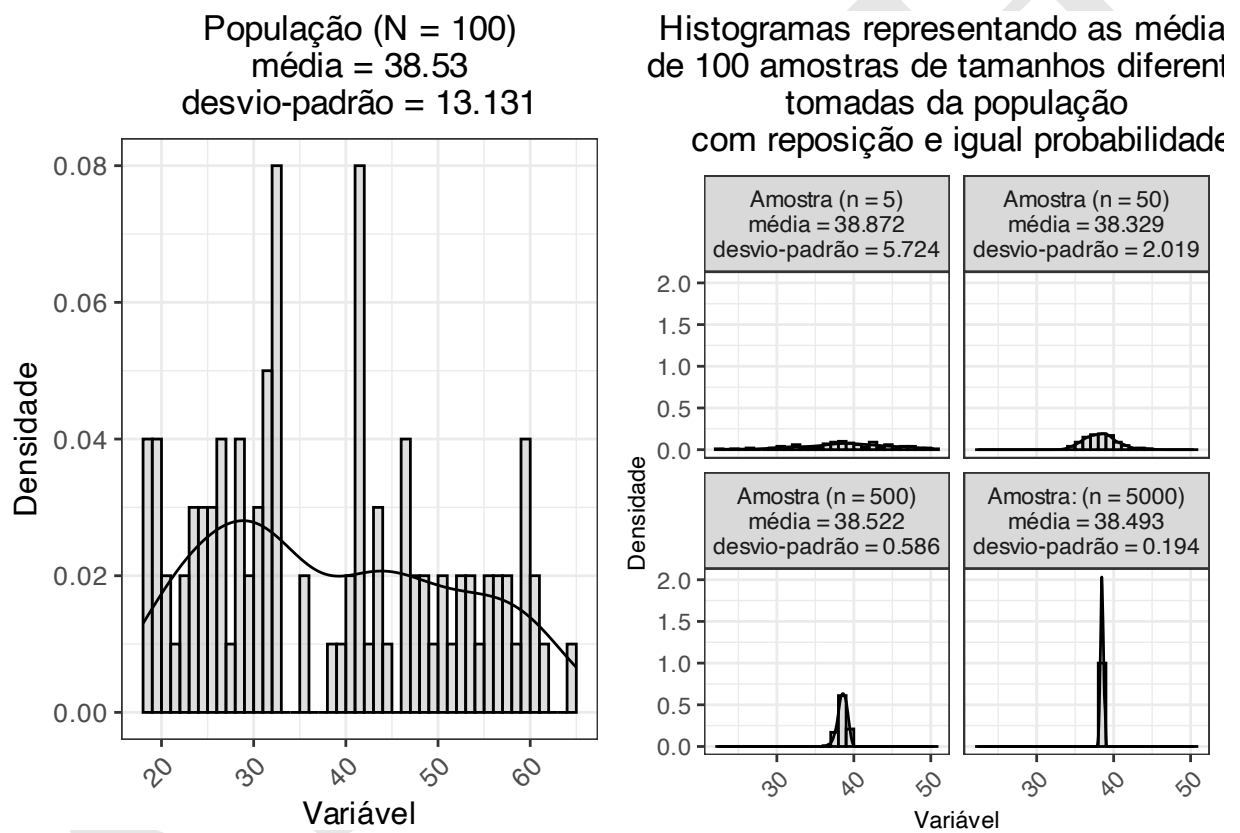 População (N = 100)
média = 38.53
desvio-padrão = 13.131
Densidade
0.08
0.06
0.04
0.02
0.00
20
30
40
50
60
Variável
Histogramas representando as média
de 100 amostras de tamanhos diferent
tomadas da população
com reposição e igual probabilidade
Amostra (n = 5)
média = 38.872
desvio-padrão = 5.724
Amostra (n = 50)
média = 38.329
desvio-padrão = 2.019
2.0
1.5
1.0
0.5
0.0
Densidade
Amostra (n = 500)
média = 38.522
desvio-padrão = 0.586
Amostra: (n = 5000)
média = 38.493
desvio-padrão = 0.194
2.0
1.5
1.0
0.5
0.0
30
40
50
30
40
50
Variável